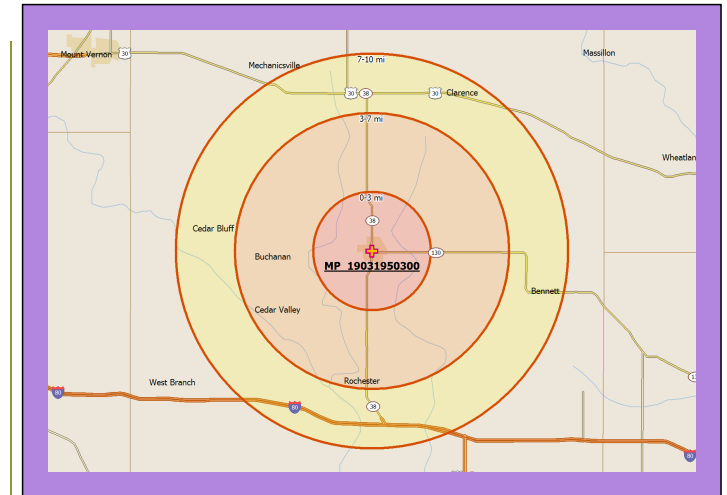 7-10 mi
Massillon
Mount Vernon
30
Mechanicsville
30
38
30
Clarence
3-7 mi
Wheatlan
0-3 mi
38
Cedar Bluff
Buchanan
130
MP 19031950300
Bennett
Cedar Valley
Rochester
West Branch
80
80
38
80